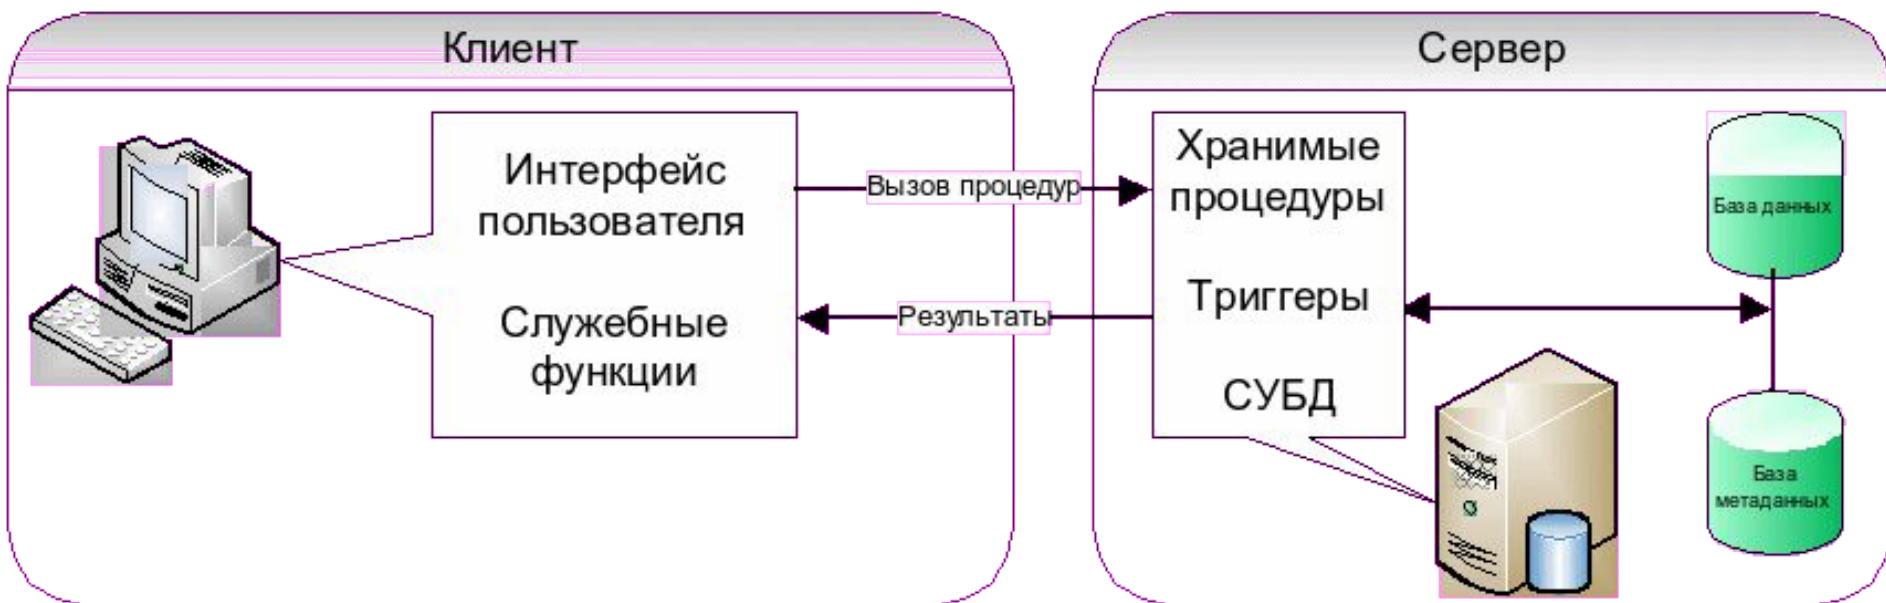 Клиент
Сервер
Интерфейс
пользователя
Служебные
функции
Вызов процедур
Результаты
Хранимые
процедуры
Триггеры
СУБД
База данных
База
метаданных